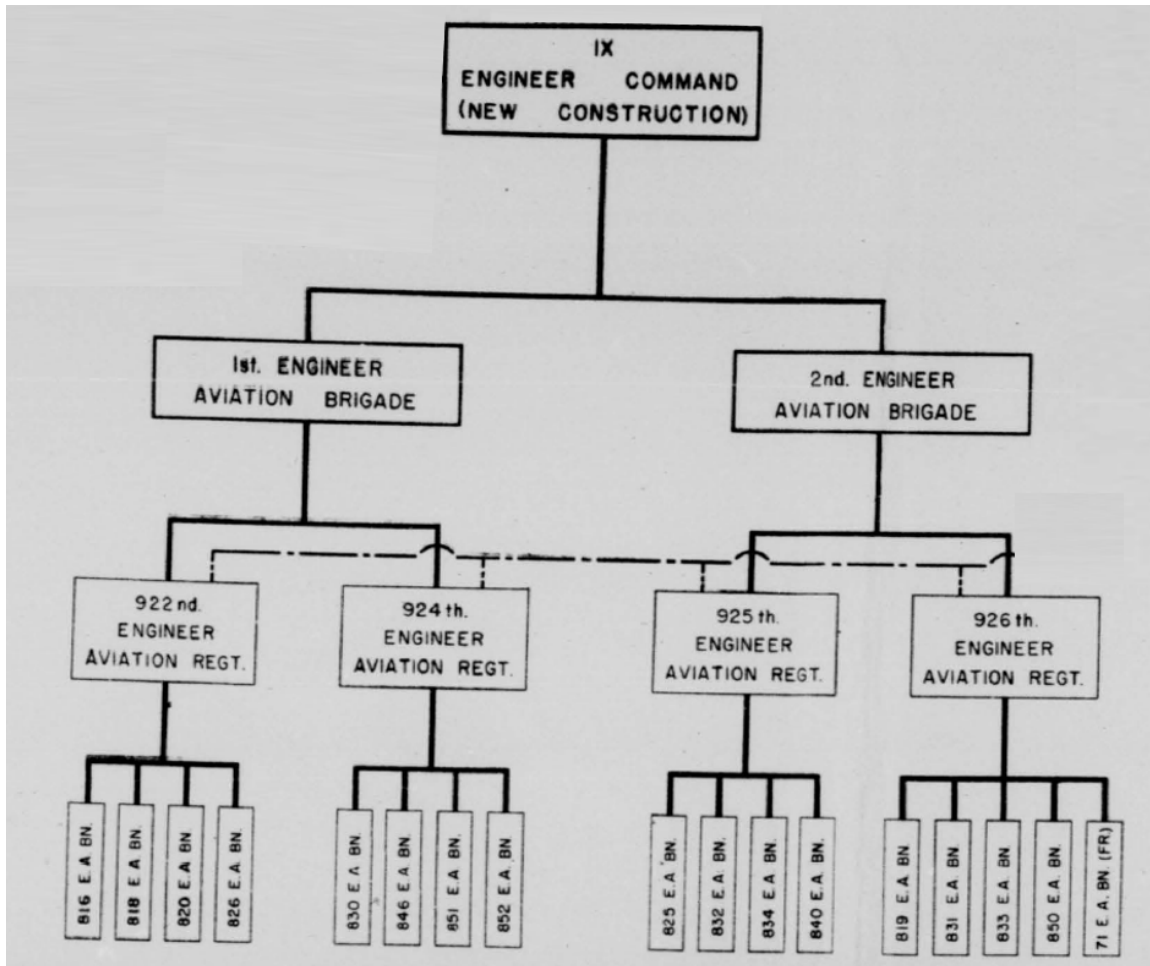 IX
ENGINEER COMMAND
(NEW CONSTRUCTION)
1st. ENGINEER
AVIATION BRIGADE
2nd. ENGINEER
AVIATION BRIGADE
922nd.
ENGINEER
AVIATION REGT.
924th.
ENGINEER
AVIATION REGT.
925th.
ENGINEER
AVIATION REGT.
926th.
ENGINEER
AVIATION REGT.
816 E.A. BN.
818 E.A. BN.
820 E.A. BN.
826 E.A. BN.
830 E.A. BN.
846 E.A. BN.
851 E.A. BN.
852 E.A. BN.
825 E.A. BN.
832 E.A. BN.
834 E.A. BN.
840 E.A. BN.
819 E.A. BN.
831 E.A. BN.
833 E.A. BN.
850 E.A. BN.
71 E.A. BN. (FR.)